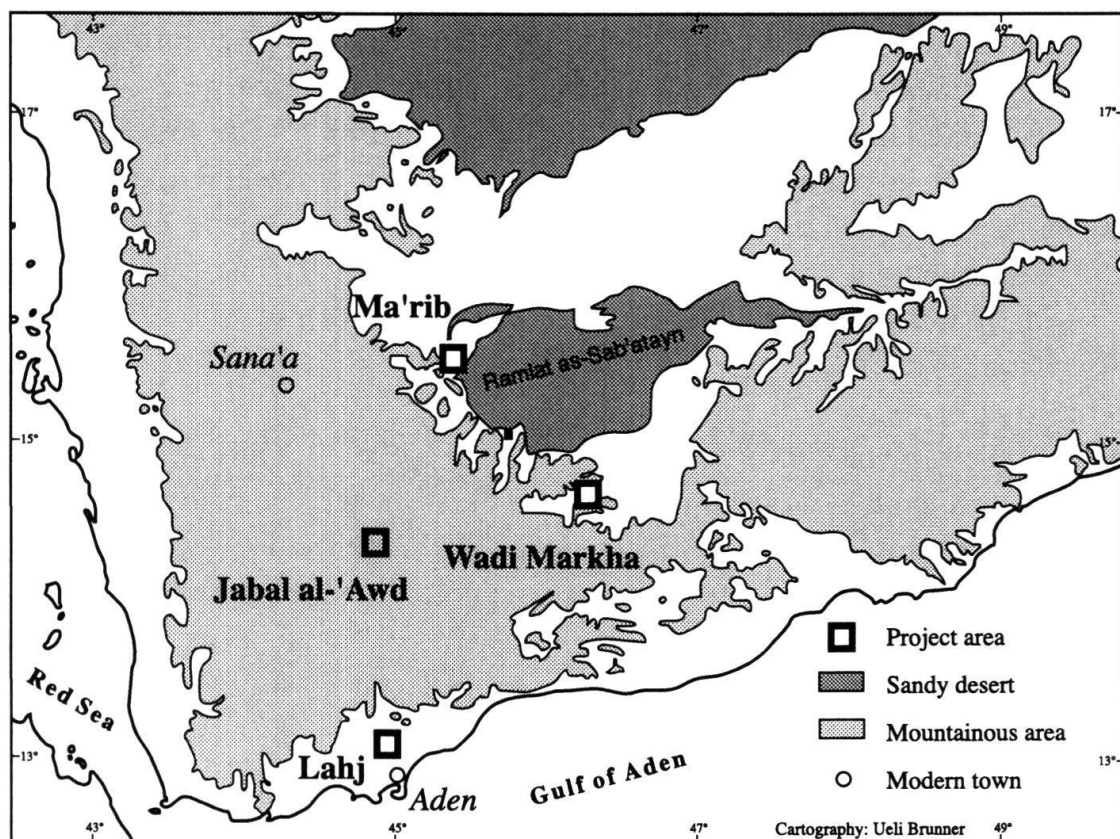 43°
45°
47°
49°
17°
17°
Ma'rib
Sana'a
Ramlat as-Sab'atayn
15°
15°
Wadi Markha
Jabal al-'Awd
Project area
Sandy desert
Red Sea
Mountainous area
13°
13°
Lahj
Gulf of Aden
Modern town
Aden
43°
45°
47°
49°
Cartography: Ueli Brunner